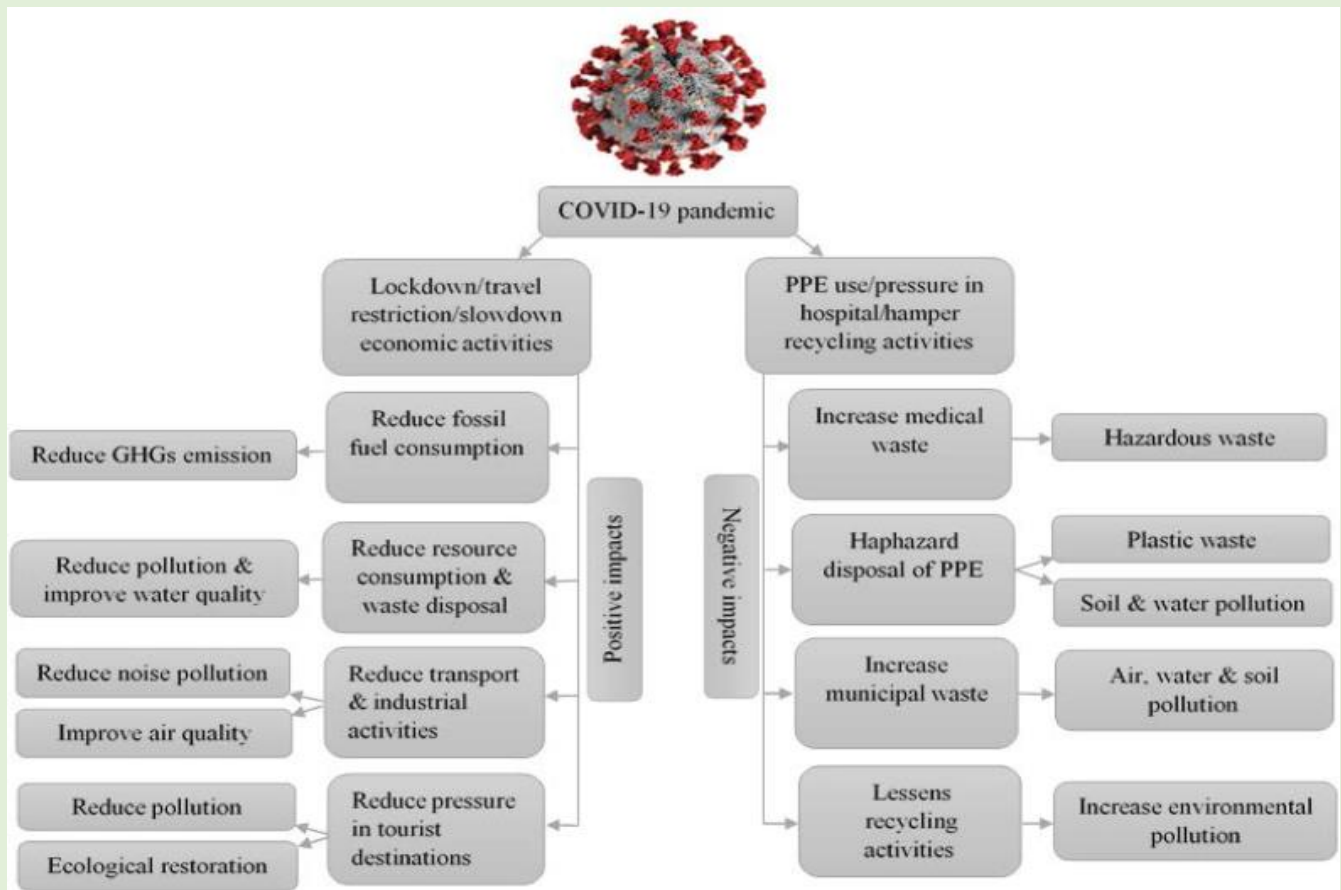 COVID-19 pandemic
Lockdown/travel
restriction/slowdown
economic activities
PPE use/pressure in
hospital/hamper
recycling activities
Positive impacts
Reduce fossil
fuel consumption
Reduce GHGs emission
Reduce resource
consumption &
waste disposal
Reduce pollution &
improve water quality
Reduce transport
& industrial
activities
Reduce noise pollution
Improve air quality
Reduce pressure
in tourist
destinations
Reduce pollution
Ecological restoration
Negative impacts
Increase medical
waste
Hazardous waste
Haphazard
disposal of PPE
Plastic waste
Soil & water pollution
Increase
municipal waste
Air, water & soil
pollution
Lessens
recycling
activities
Increase environmental
pollution